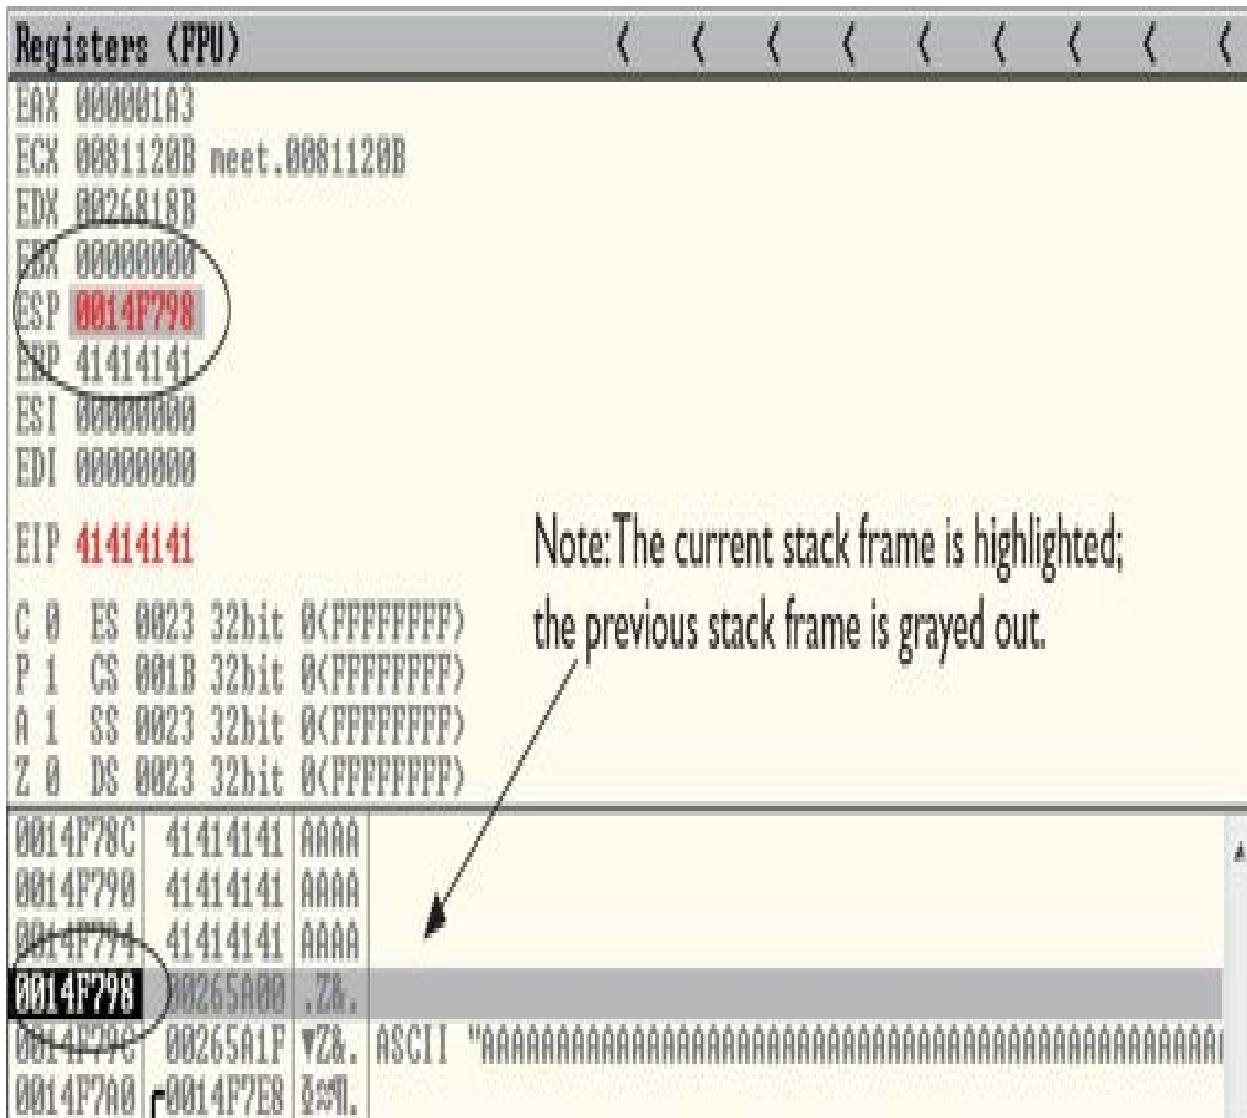 Registers (FPU) < < < < < < < < <
EAX 000001A3
ECX 0081120B meet.0081120B
EDX 0026818B
EBX 00000000
ESP 0014F798
EBP 41414141
ESI 00000000
EDI 00000000
EIP 41414141
Note: The current stack frame is highlighted;
the previous stack frame is grayed out.
C 0 ES 0023 32bit 0(FFFFFFFF)
P 1 CS 001B 32bit 0(FFFFFFFF)
A 1 SS 0023 32bit 0(FFFFFFFF)
Z 0 DS 0023 32bit 0(FFFFFFFF)
0014F78C 41414141 AAAA
0014F790 41414141 AAAA
0014F794 41414141 AAAA
0014F798 00265A00 .Z&.
0014F79C 00265A1F ▼Z&. ASCII "AAAAAAAAAAAAAAAAAAAAAAAAAAAAAAAAAAAAAAAAAAAAAAAAA
0014F7A0 0014F7E8